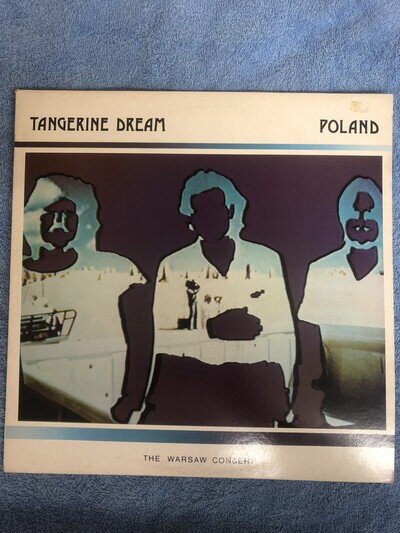 TANGERINE DREAM POLAND
THE WARSAW CONCERT